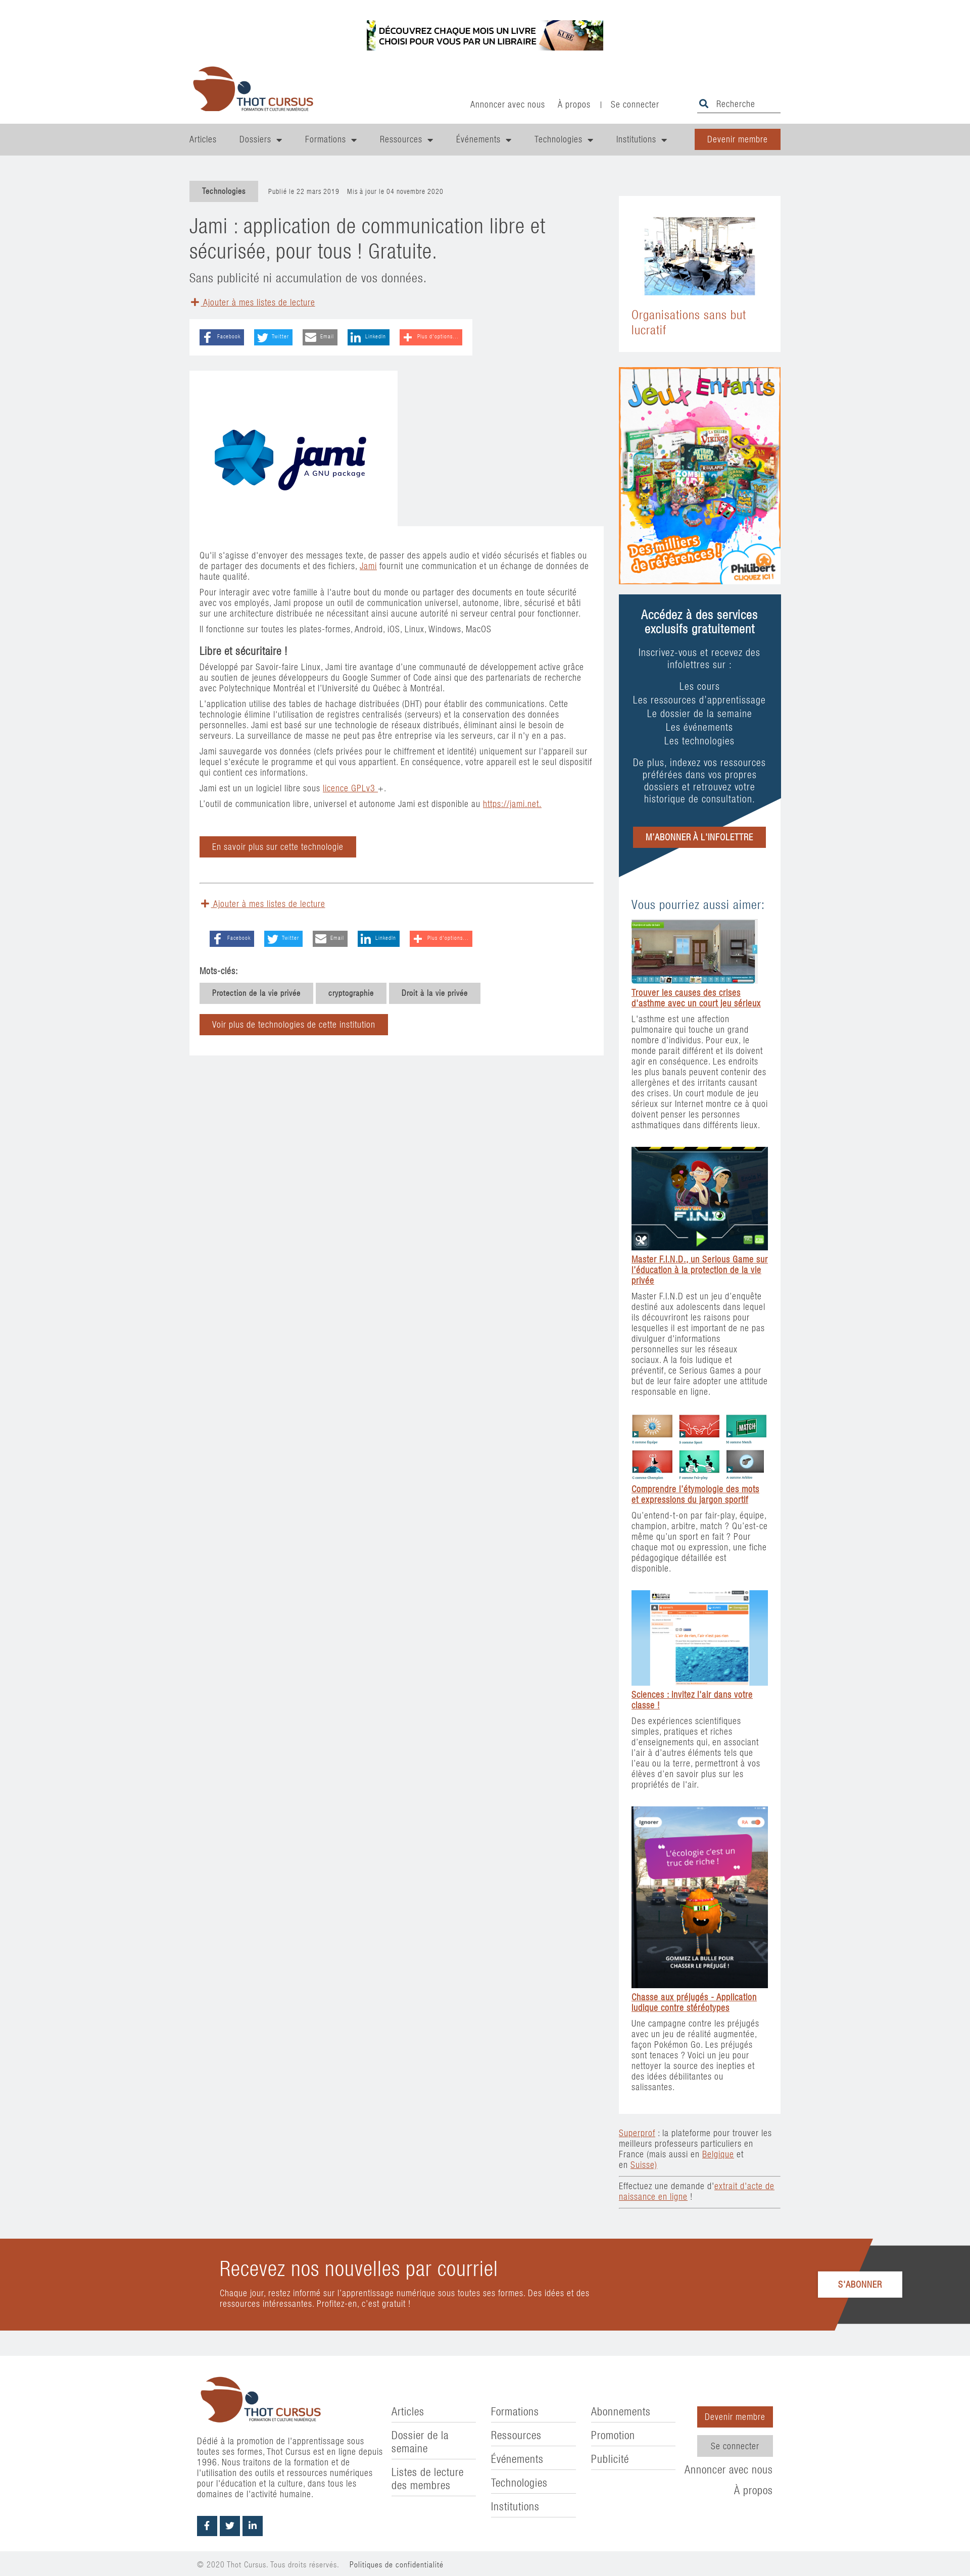 DÉCOUVREZ CHAQUE MOIS UN LIVRE
CHOISI POUR VOUS PAR UN LIBRAIRE
KUBE
THOT CURSUS
FORMATION ET CULTURE NUMÉRIQUE
Annoncer avec nous
À propos
|
Se connecter
Recherche
Articles
Dossiers
Formations
Ressources
Événements
Technologies
Institutions
Devenir membre
Technologies
Publié le 22 mars 2019 Mis à jour le 04 novembre 2020
Jami : application de communication libre et
sécurisée, pour tous ! Gratuite.
Sans publicité ni accumulation de vos données.
Ajouter à mes listes de lecture
Facebook
Twitter
Email
LinkedIn
Plus d'options...
jami
A GNU package
Qu'il s'agisse d'envoyer des messages texte, de passer des appels audio et vidéo sécurisés et fiables ou
de partager des documents et des fichiers, Jami fournit une communication et un échange de données de
haute qualité.
Pour interagir avec votre famille à l'autre bout du monde ou partager des documents en toute sécurité
avec vos employés, Jami propose un outil de communication universel, autonome, libre, sécurisé et bâti
sur une architecture distribuée ne nécessitant ainsi aucune autorité ni serveur central pour fonctionner.
Il fonctionne sur toutes les plates-formes, Android, iOS, Linux, Windows, MacOS
Libre et sécuritaire !
Développé par Savoir-faire Linux, Jami tire avantage d'une communauté de développement active grâce
au soutien de jeunes développeurs du Google Summer of Code ainsi que des partenariats de recherche
avec Polytechnique Montréal et l'Université du Québec à Montréal.
L'application utilise des tables de hachage distribuées (DHT) pour établir des communications. Cette
technologie élimine l'utilisation de registres centralisés (serveurs) et la conservation des données
personnelles. Jami est basé sur une technologie de réseaux distribués, éliminant ainsi le besoin de
serveurs. La surveillance de masse ne peut pas être entreprise via les serveurs, car il n'y en a pas.
Jami sauvegarde vos données (clefs privées pour le chiffrement et identité) uniquement sur l'appareil sur
lequel s'exécute le programme et qui vous appartient. En conséquence, votre appareil est le seul dispositif
qui contient ces informations.
Jami est un un logiciel libre sous licence GPLv3 +.
L'outil de communication libre, universel et autonome Jami est disponible au https://jami.net.
En savoir plus sur cette technologie
Ajouter à mes listes de lecture
Facebook
Twitter
Email
LinkedIn
Plus d'options...
Mots-clés:
Protection de la vie privée
cryptographie
Droit à la vie privée
Voir plus de technologies de cette institution
Organisations sans but
lucratif
Jeux Enfants
Des milliers
de références !
Philibert
CLIQUEZ ICI !
Accédez à des services
exclusifs gratuitement
Inscrivez-vous et recevez des
infolettres sur :
Les cours
Les ressources d'apprentissage
Le dossier de la semaine
Les événements
Les technologies
De plus, indexez vos ressources
préférées dans vos propres
dossiers et retrouvez votre
historique de consultation.
M'ABONNER À L'INFOLETTRE
Vous pourriez aussi aimer:
Trouver les causes des crises
d'asthme avec un court jeu sérieux
L'asthme est une affection
pulmonaire qui touche un grand
nombre d'individus. Pour eux, le
monde parait différent et ils doivent
agir en conséquence. Les endroits
les plus banals peuvent contenir des
allergènes et des irritants causant
des crises. Un court module de jeu
sérieux sur Internet montre ce à quoi
doivent penser les personnes
asthmatiques dans différents lieux.
F.I.N.D
Master F.I.N.D., un Serious Game sur
l'éducation à la protection de la vie
privée
Master F.I.N.D est un jeu d'enquête
destiné aux adolescents dans lequel
ils découvriront les raisons pour
lesquelles il est important de ne pas
divulguer d'informations
personnelles sur les réseaux
sociaux. A la fois ludique et
préventif, ce Serious Games a pour
but de leur faire adopter une attitude
responsable en ligne.
MATCH
Comprendre l'étymologie des mots
et expressions du jargon sportif
Qu'entend-t-on par fair-play, équipe,
champion, arbitre, match ? Qu'est-ce
même qu'un sport en fait ? Pour
chaque mot ou expression, une fiche
pédagogique détaillée est
disponible.
Sciences : invitez l'air dans votre
classe !
Des expériences scientifiques
simples, pratiques et riches
d'enseignements qui, en associant
l'air à d'autres éléments tels que
l'eau ou la terre, permettront à vos
élèves d'en savoir plus sur les
propriétés de l'air.
Ignorer
RA
L'écologie c'est un
truc de riche !
GOMMEZ LA BULLE POUR
CHASSER LE PRÉJUGÉ !
Chasse aux préjugés - Application
ludique contre stéréotypes
Une campagne contre les préjugés
avec un jeu de réalité augmentée,
façon Pokémon Go. Les préjugés
sont tenaces ? Voici un jeu pour
nettoyer la source des inepties et
des idées débilitantes ou
salissantes.
Superprof : la plateforme pour trouver les
meilleurs professeurs particuliers en
France (mais aussi en Belgique et
en Suisse)
Effectuez une demande d'extrait d'acte de
naissance en ligne !
Recevez nos nouvelles par courriel
Chaque jour, restez informé sur l'apprentissage numérique sous toutes ses formes. Des idées et des
ressources intéressantes. Profitez-en, c'est gratuit !
S'ABONNER
THOT CURSUS
FORMATION ET CULTURE NUMÉRIQUE
Dédié à la promotion de l'apprentissage sous
toutes ses formes, Thot Cursus est en ligne depuis
1996. Nous traitons de la formation et de
l'utilisation des outils et ressources numériques
pour l'éducation et la culture, dans tous les
domaines de l'activité humaine.
Articles
Dossier de la
semaine
Listes de lecture
des membres
Formations
Ressources
Événements
Technologies
Institutions
Abonnements
Promotion
Publicité
Devenir membre
Se connecter
Annoncer avec nous
À propos
© 2020 Thot Cursus. Tous droits réservés. Politiques de confidentialité